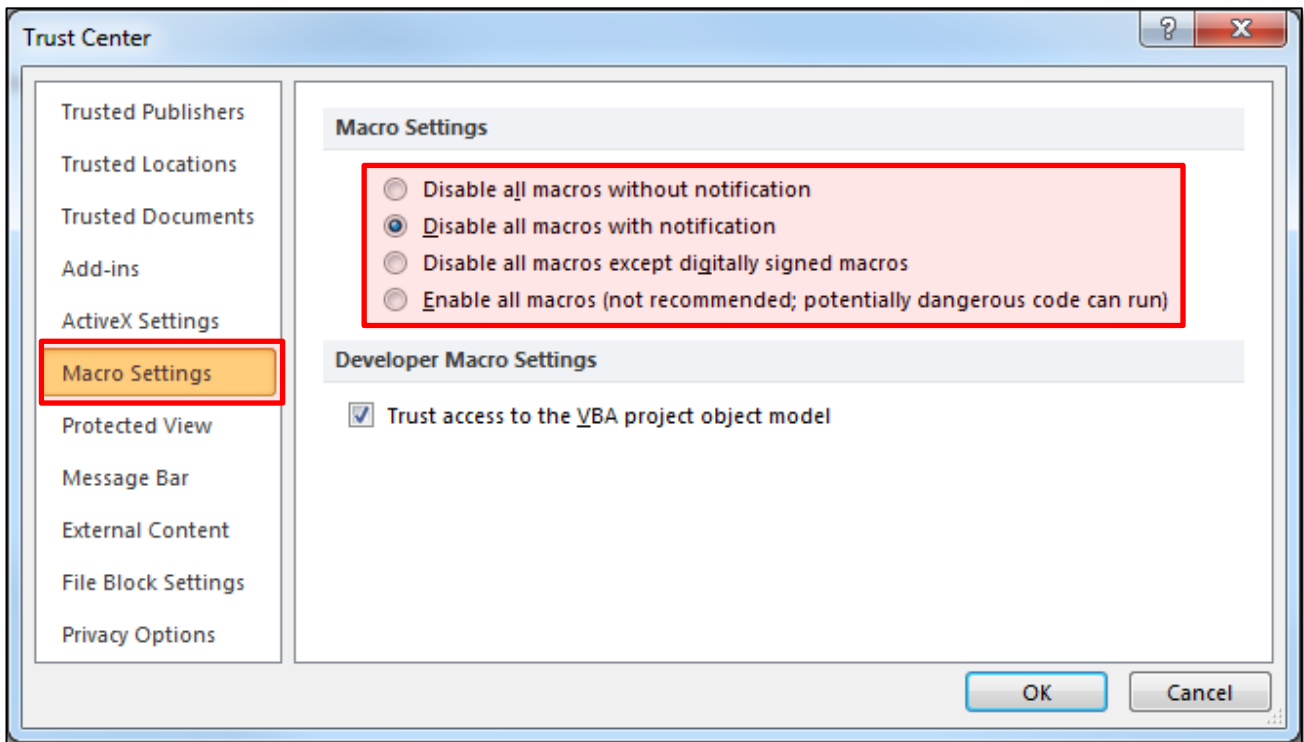 Trust Center
Trusted Publishers
Trusted Locations
Trusted Documents
Add-ins
ActiveX Settings
Macro Settings
Protected View
Message Bar
External Content
File Block Settings
Privacy Options
Macro Settings
Disable all macros without notification
Disable all macros with notification
Disable all macros except digitally signed macros
Enable all macros (not recommended; potentially dangerous code can run)
Developer Macro Settings
Trust access to the VBA project object model
OK
Cancel